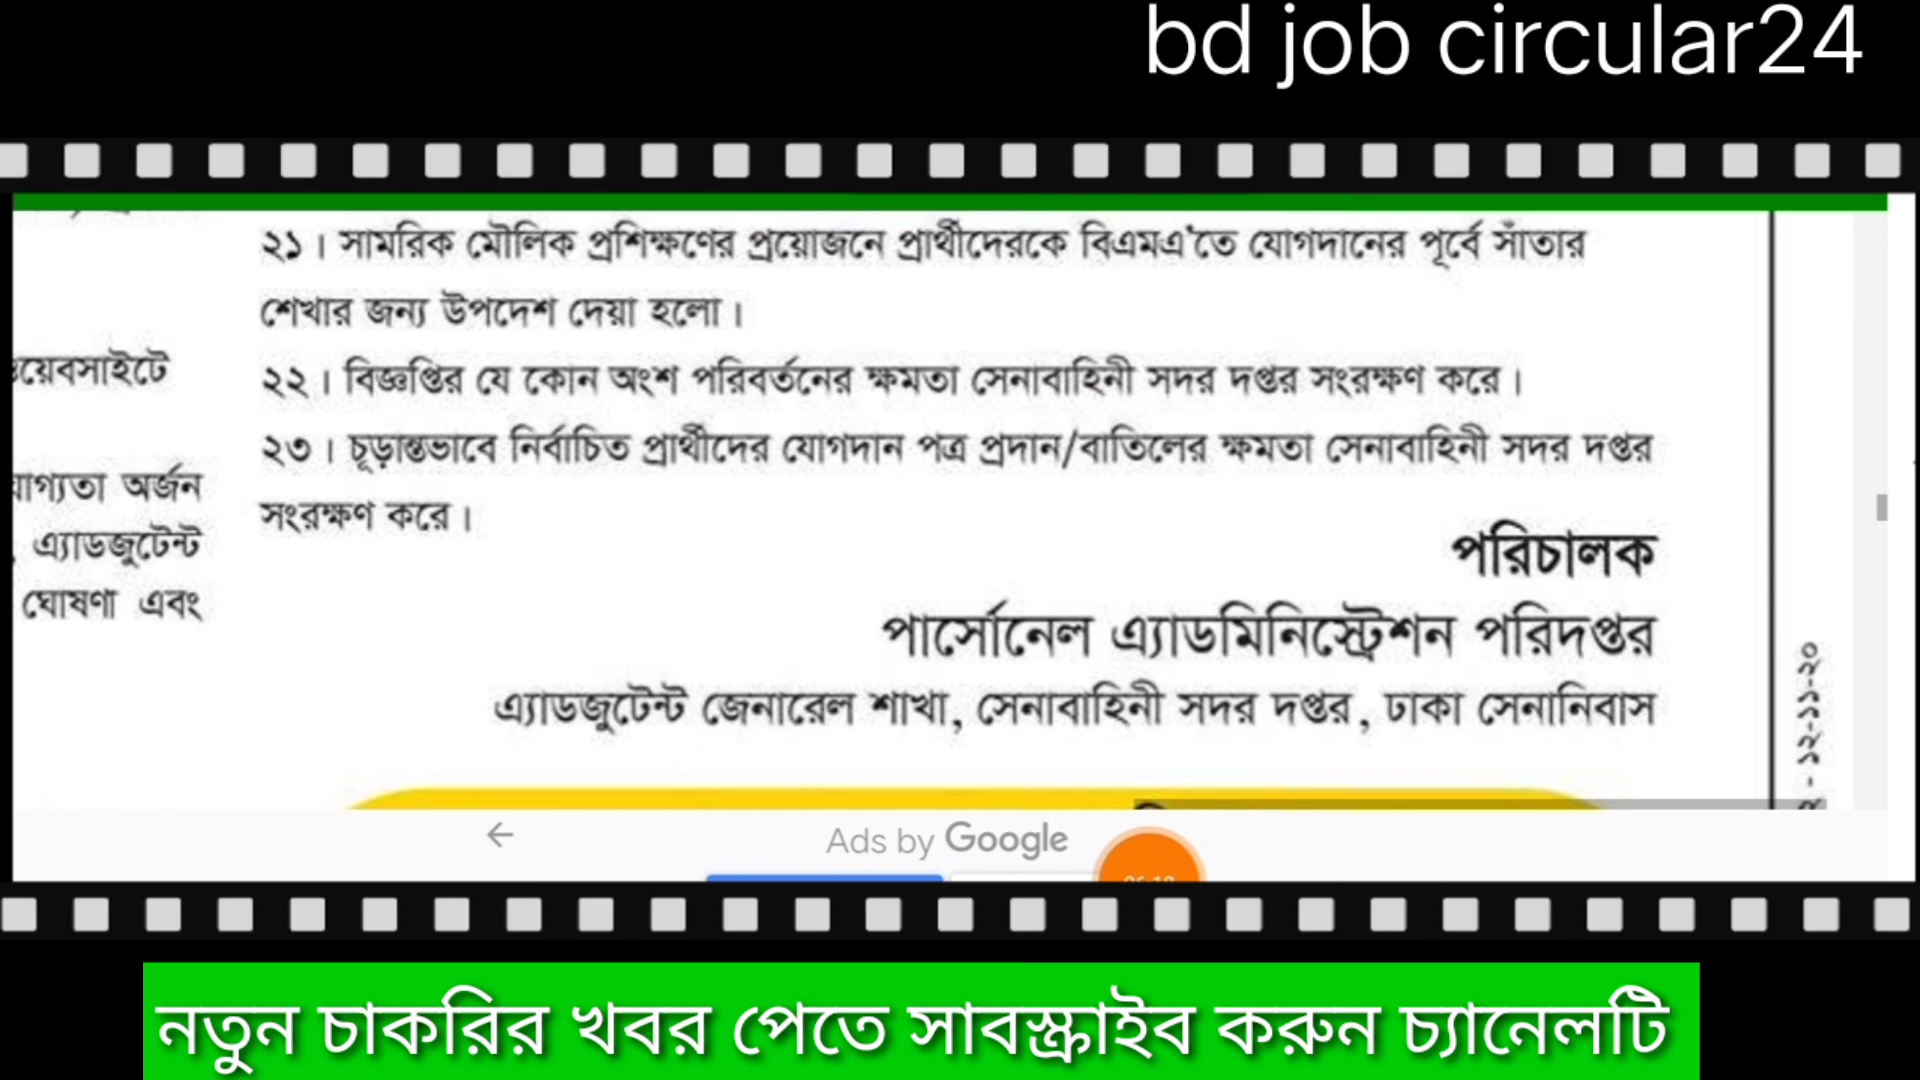 bd job circular24
২১। সামরিক মৌলিক প্রশিক্ষণের প্রয়োজনে প্রার্থীদেরকে বিএমএ'তে যোগদানের পূর্বে সাঁতার
শেখার জন্য উপদেশ দেয়া হলো।
২২। বিজ্ঞপ্তির যে কোন অংশ পরিবর্তনের ক্ষমতা সেনাবাহিনী সদর দপ্তর সংরক্ষণ করে।
২৩। চূড়ান্তভাবে নির্বাচিত প্রার্থীদের যোগদান পত্র প্রদান/বাতিলের ক্ষমতা সেনাবাহিনী সদর দপ্তর
সংরক্ষণ করে।
পরিচালক
পার্সোনেল এ্যাডমিনিস্ট্রেশন পরিদপ্তর
এ্যাডজুটেন্ট জেনারেল শাখা, সেনাবাহিনী সদর দপ্তর, ঢাকা সেনানিবাস
য়েবসাইটে
াগ্যতা অর্জন
এ্যাডজুটেন্ট
ঘোষণা এবং
- ১২-১১-২০
Ads by Google
নতুন চাকরির খবর পেতে সাবস্ক্রাইব করুন চ্যানেলটি